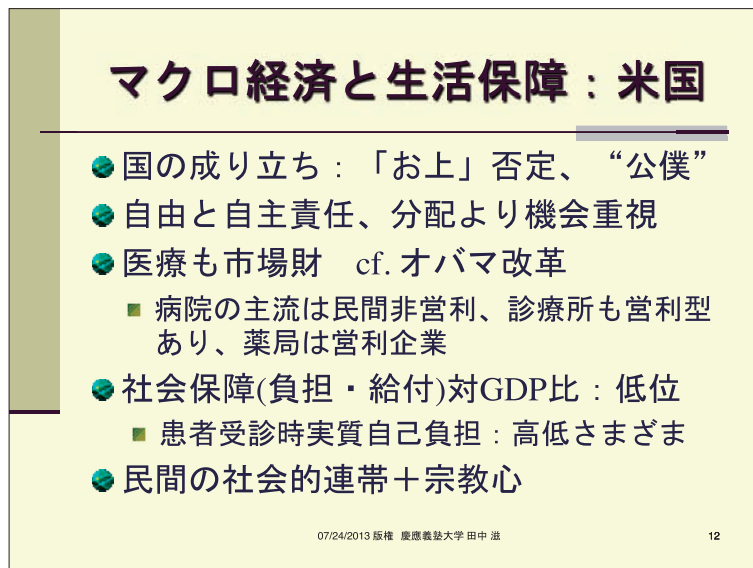 マクロ経済と生活保障：米国
国の成り立ち：「お上」否定、“公僕”
自由と自主責任、分配より機会重視
医療も市場財　cf. オバマ改革
病院の主流は民間非営利、診療所も営利型
あり、薬局は営利企業
社会保障(負担・給付)対GDP比：低位
患者受診時実質自己負担：高低さまざま
民間の社会的連帯＋宗教心
07/24/2013 版権 慶應義塾大学 田中 滋
12